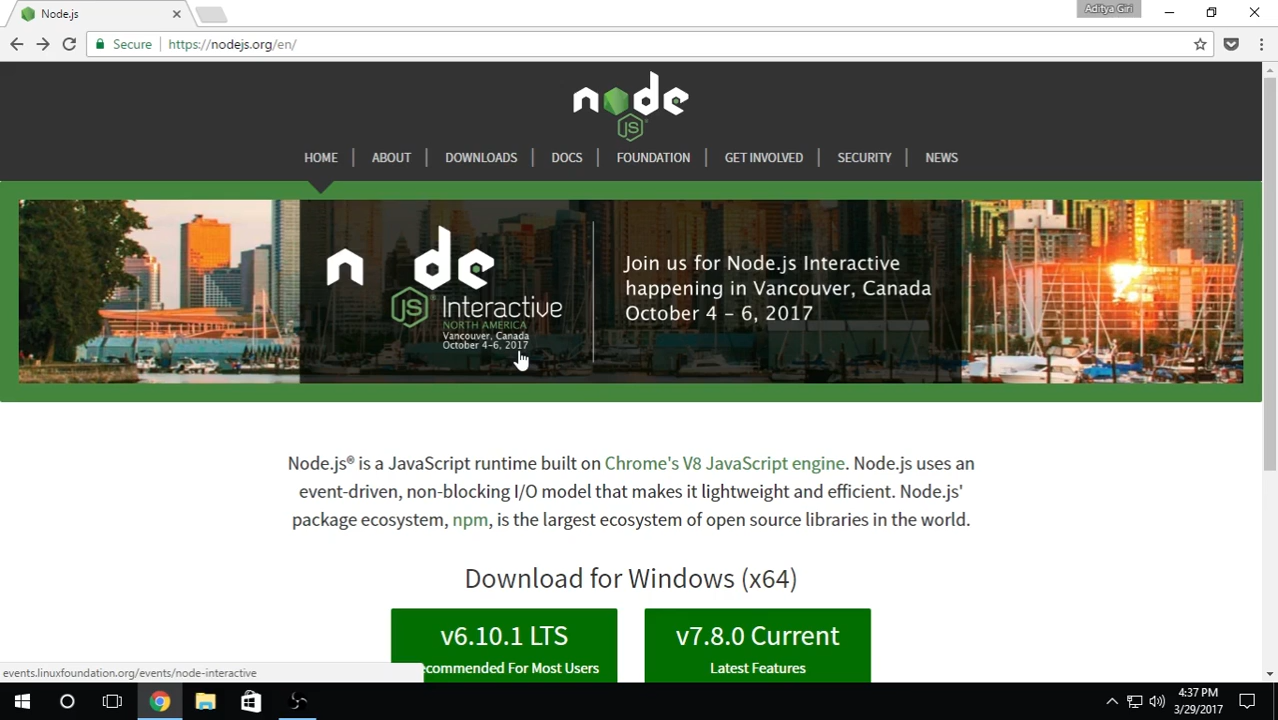 Node.js
Aditya Giri
Secure
https://nodejs.org/en/
node
JS
HOME
ABOUT
DOWNLOADS
DOCS
FOUNDATION
GET INVOLVED
SECURITY
NEWS
n de
JS Interactive
NORTH AMERICA
Vancouver, Canada
October 4-6, 2017
Join us for Node.js Interactive
happening in Vancouver, Canada
October 4 – 6, 2017
Node.js® is a JavaScript runtime built on Chrome's V8 JavaScript engine. Node.js uses an
event-driven, non-blocking I/O model that makes it lightweight and efficient. Node.js'
package ecosystem, npm, is the largest ecosystem of open source libraries in the world.
Download for Windows (x64)
v6.10.1 LTS
ecommended For Most Users
v7.8.0 Current
Latest Features
events.linuxfoundation.org/events/node-interactive
4:37 PM
3/29/2017